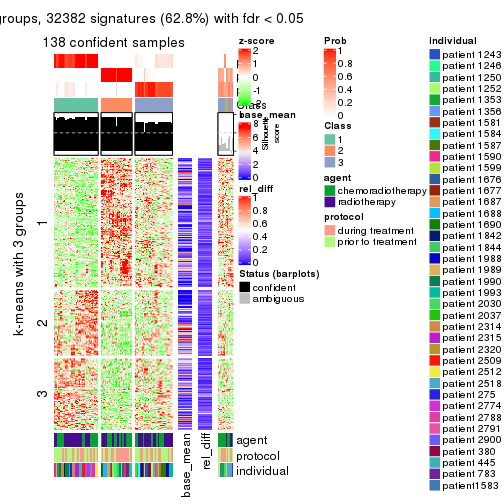 groups, 32382 signatures (62.8%) with fdr < 0.05
138 confident samples
k-means with 3 groups
1
2
3
Class
Silhouette
score
base_mean
rel_diff
agent
protocol
individual
z-score
2
1
0
-1
-2
base_mean
8
6
4
2
0
rel_diff
1
0.8
0.6
0.4
0.2
0
Status (barplots)
confident
ambiguous
Prob
1
0.8
0.6
0.4
0.2
0
Class
1
2
3
agent
chemoradiotherapy
radiotherapy
protocol
during treatment
prior to treatment
individual
patient 1243
patient 1246
patient 1250
patient 1252
patient 1353
patient 1356
patient 1581
patient 1584
patient 1587
patient 1590
patient 1599
patient 1676
patient 1677
patient 1687
patient 1688
patient 1690
patient 1842
patient 1844
patient 1988
patient 1989
patient 1990
patient 1993
patient 2030
patient 2037
patient 2314
patient 2315
patient 2320
patient 2509
patient 2512
patient 2518
patient 275
patient 2774
patient 2788
patient 2791
patient 2900
patient 380
patient 445
patient 783
patient1583